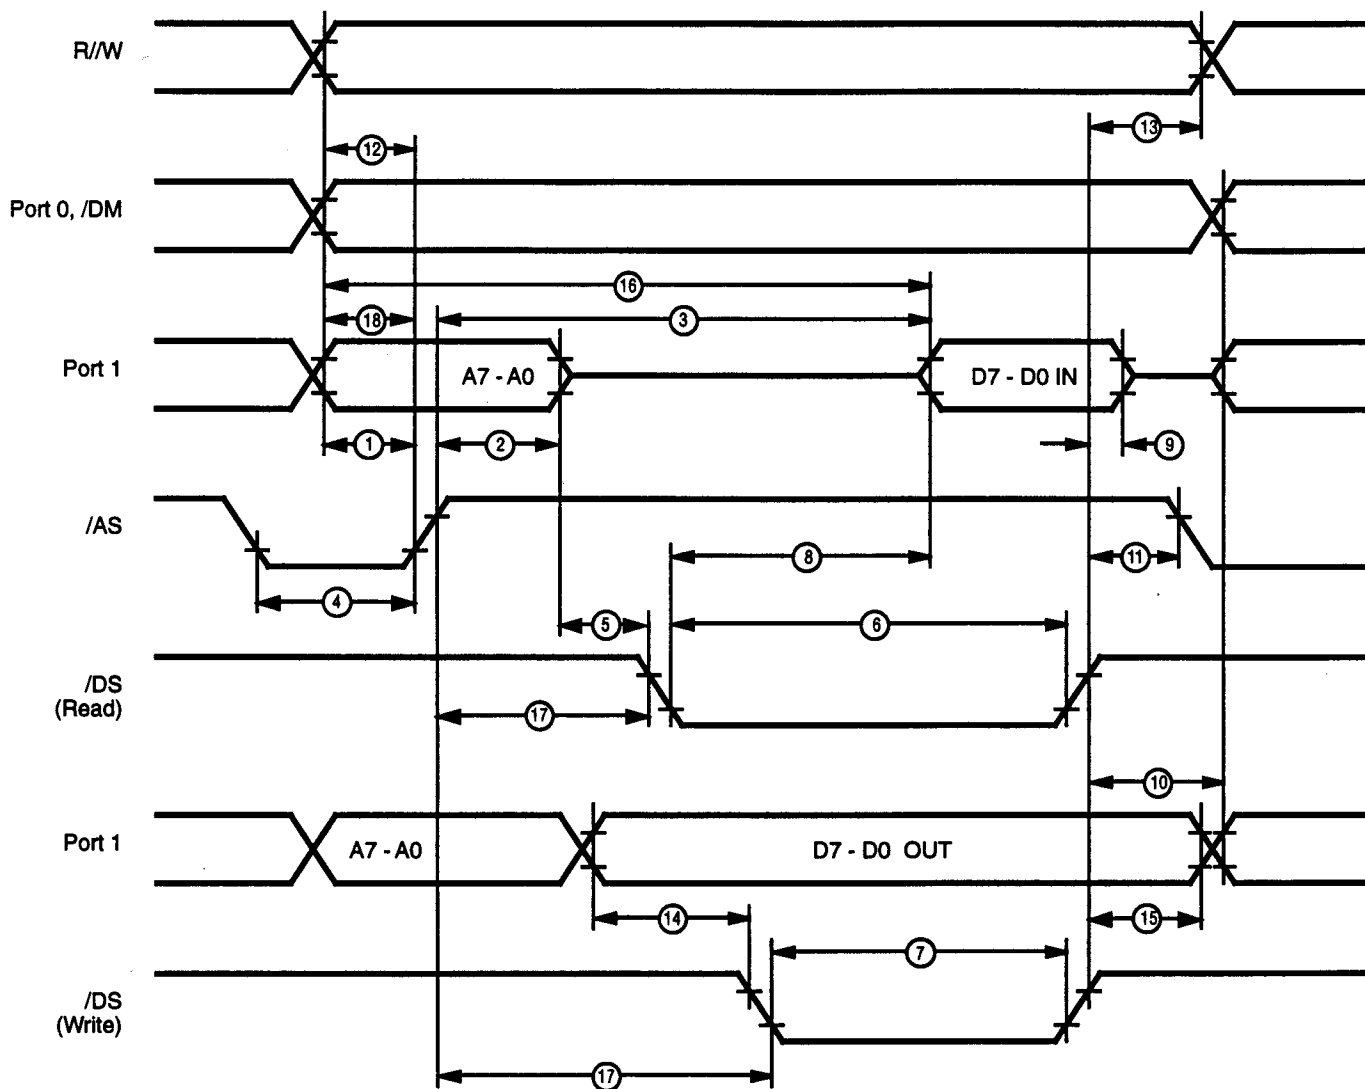 R//W
13
12
Port 0, /DM
16
18
3
Port 1
A7 - A0
D7 - D0 IN
1
2
9
/AS
8
11
4
5
6
/DS
(Read)
17
10
Port 1
A7 - A0
D7 - D0 OUT
14
15
7
/DS
(Write)
17